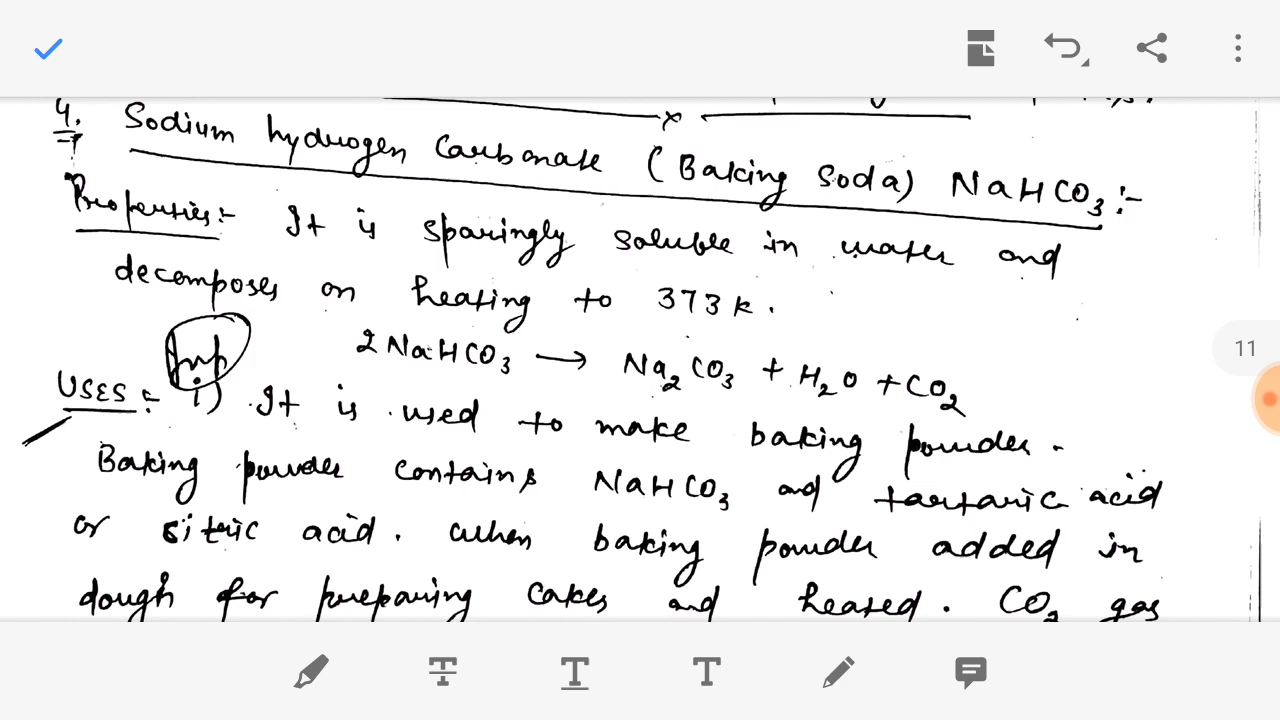 4. Sodium hydrogen Carbonate (Baking Soda) NaHCO3:-
Properties:- It is sparingly soluble in water and
decomposes on heating to 373K.
Imp
2NaHCO3 → Na2CO3 + H2O + CO2
USES:- i) It is used to make baking powder.
Baking powder contains NaHCO3 and tartaric acid
or sitric acid. When baking powder added in
dough for preparing cakes and heated. CO2 gas
11